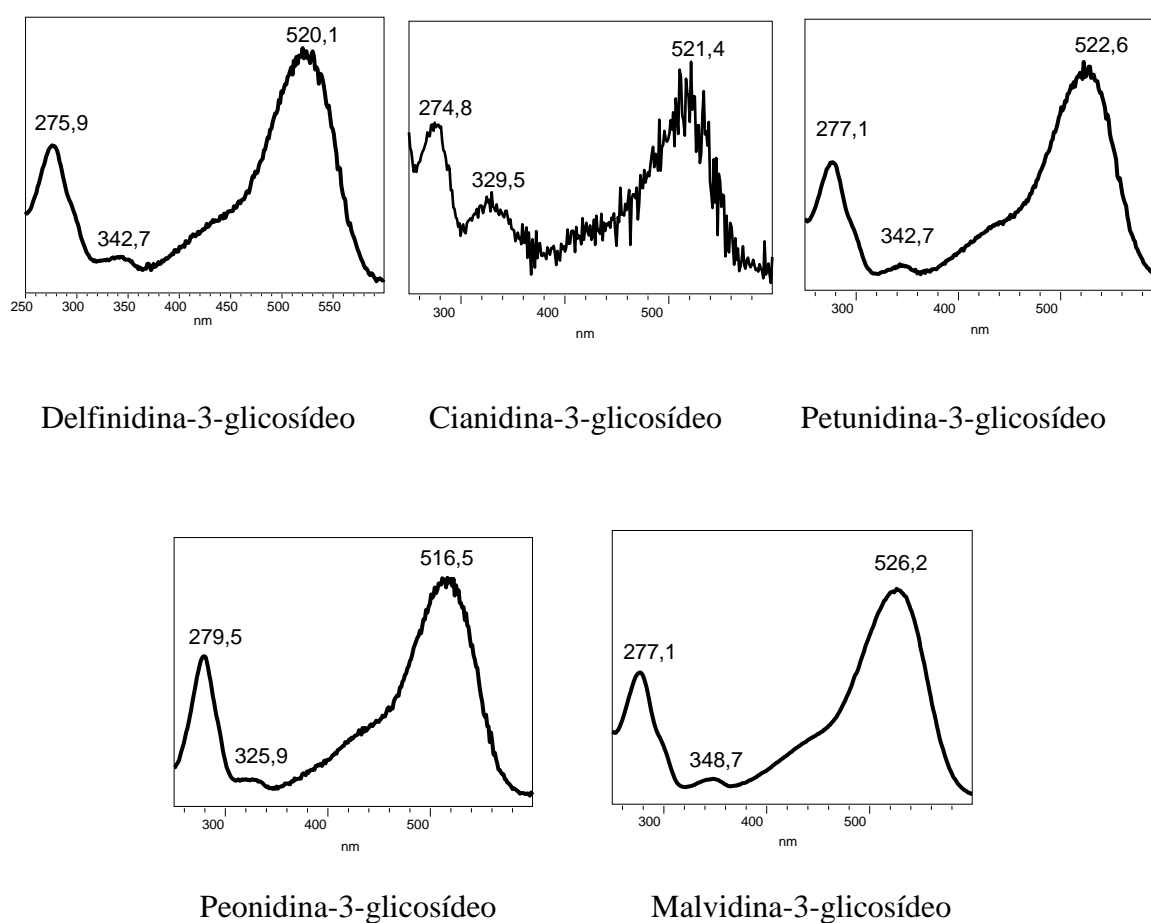 520,1
275,9
342,7
250 300 350 400 450 500 550
nm
Delfinidina-3-glicosídeo
521,4
274,8
329,5
300 400 500
nm
Cianidina-3-glicosídeo
522,6
277,1
342,7
300 400 500
nm
Petunidina-3-glicosídeo
516,5
279,5
325,9
300 400 500
nm
Peonidina-3-glicosídeo
526,2
277,1
348,7
300 400 500
nm
Malvidina-3-glicosídeo